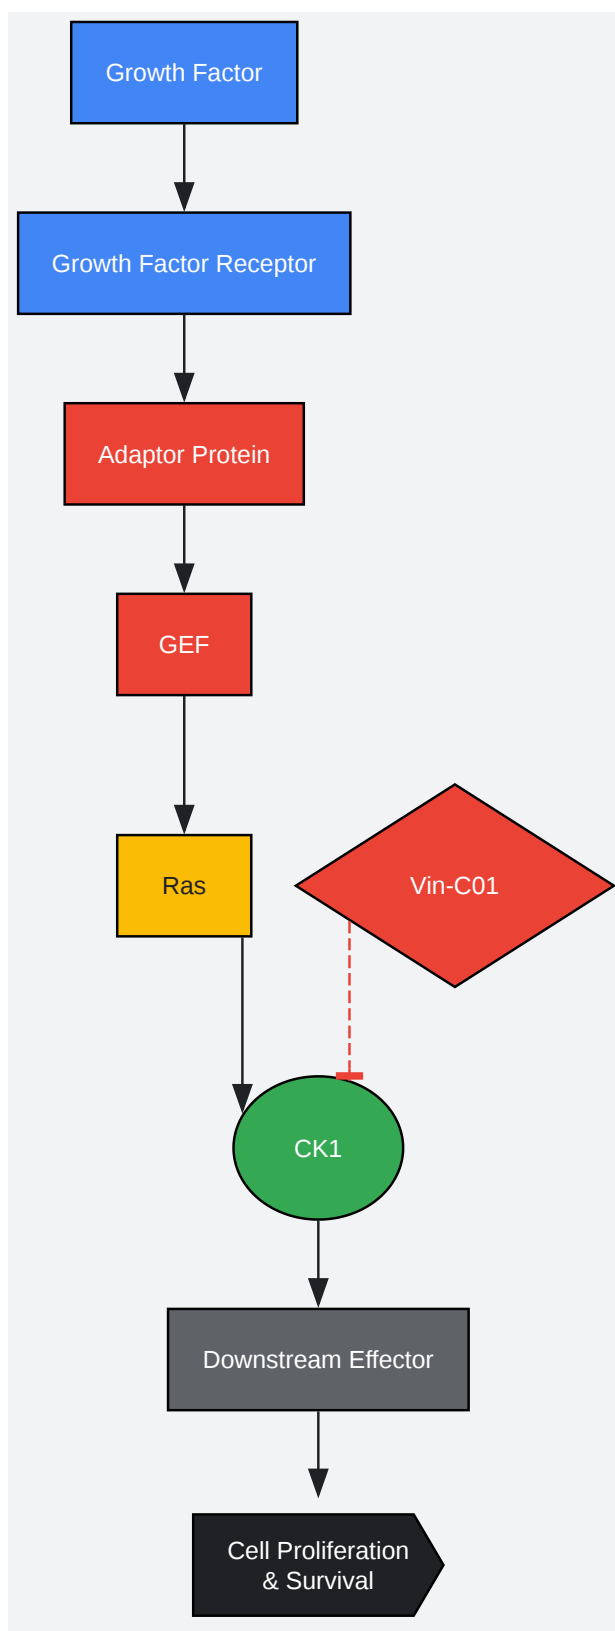 Growth Factor
Growth Factor Receptor
Adaptor Protein
GEF
Ras
Vin-C01
CK1
Downstream Effector
Cell Proliferation
& Survival